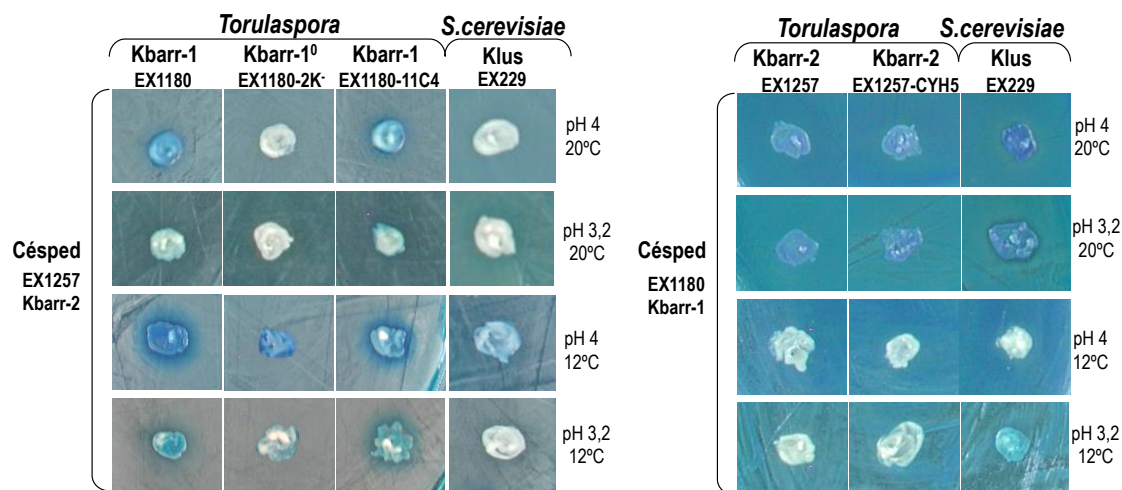 Torulaspora
S.cerevisiae
Kbarr-1
Kbarr-1⁰
Kbarr-1
Klus
EX1180
EX1180-2K⁻
EX1180-11C4
EX229
pH 4
20ºC
pH 3,2
20ºC
Césped
EX1257
Kbarr-2
pH 4
12ºC
pH 3,2
12ºC
Torulaspora
S.cerevisiae
Kbarr-2
Kbarr-2
Klus
EX1257
EX1257-CYH5
EX229
pH 4
20ºC
pH 3,2
20ºC
Césped
EX1180
Kbarr-1
pH 4
12ºC
pH 3,2
12ºC